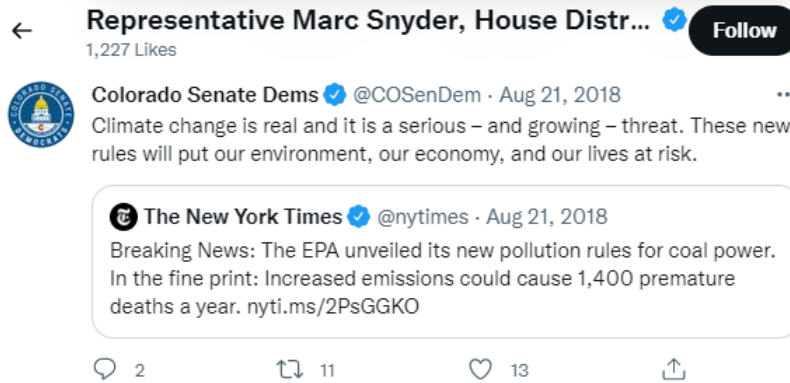 Representative Marc Snyder, House Distr...
Follow
1,227 Likes
COLORADO SENATE
DEMOCRATS
Colorado Senate Dems @COSenDem · Aug 21, 2018
Climate change is real and it is a serious – and growing – threat. These new
rules will put our environment, our economy, and our lives at risk.
The New York Times @nytimes · Aug 21, 2018
Breaking News: The EPA unveiled its new pollution rules for coal power.
In the fine print: Increased emissions could cause 1,400 premature
deaths a year. nyti.ms/2PsGGKO
2 11 13